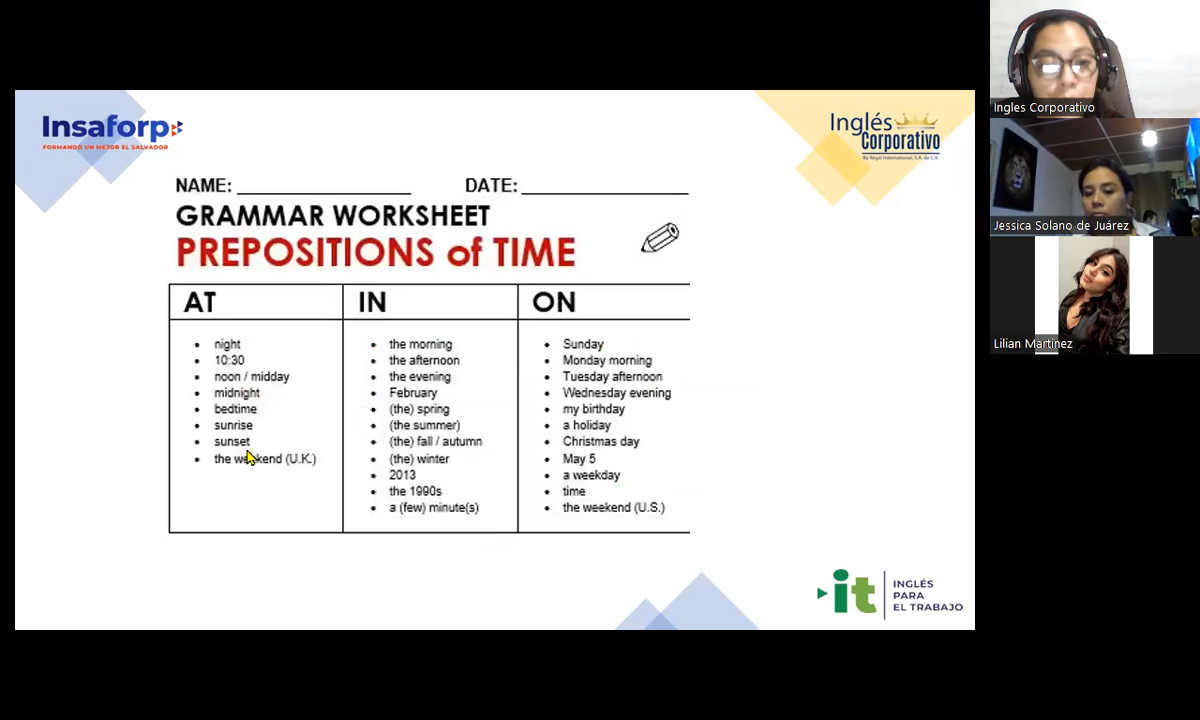 Insaforp
FORMANDO UN MEJOR EL SALVADOR
Inglés
Corporativo
By Regal International, S.A. de C.V.
NAME: DATE:
GRAMMAR WORKSHEET
PREPOSITIONS of TIME
AT
night
10:30
noon / midday
midnight
bedtime
sunrise
sunset
the weekend (U.K.)
IN
the morning
the afternoon
the evening
February
(the) spring
(the summer)
(the) fall / autumn
(the) winter
2013
the 1990s
a (few) minute(s)
ON
Sunday
Monday morning
Tuesday afternoon
Wednesday evening
my birthday
a holiday
Christmas day
May 5
a weekday
time
the weekend (U.S.)
it
INGLÉS
PARA
EL TRABAJO
Ingles Corporativo
Jessica Solano de Juárez
Lilian Martinez